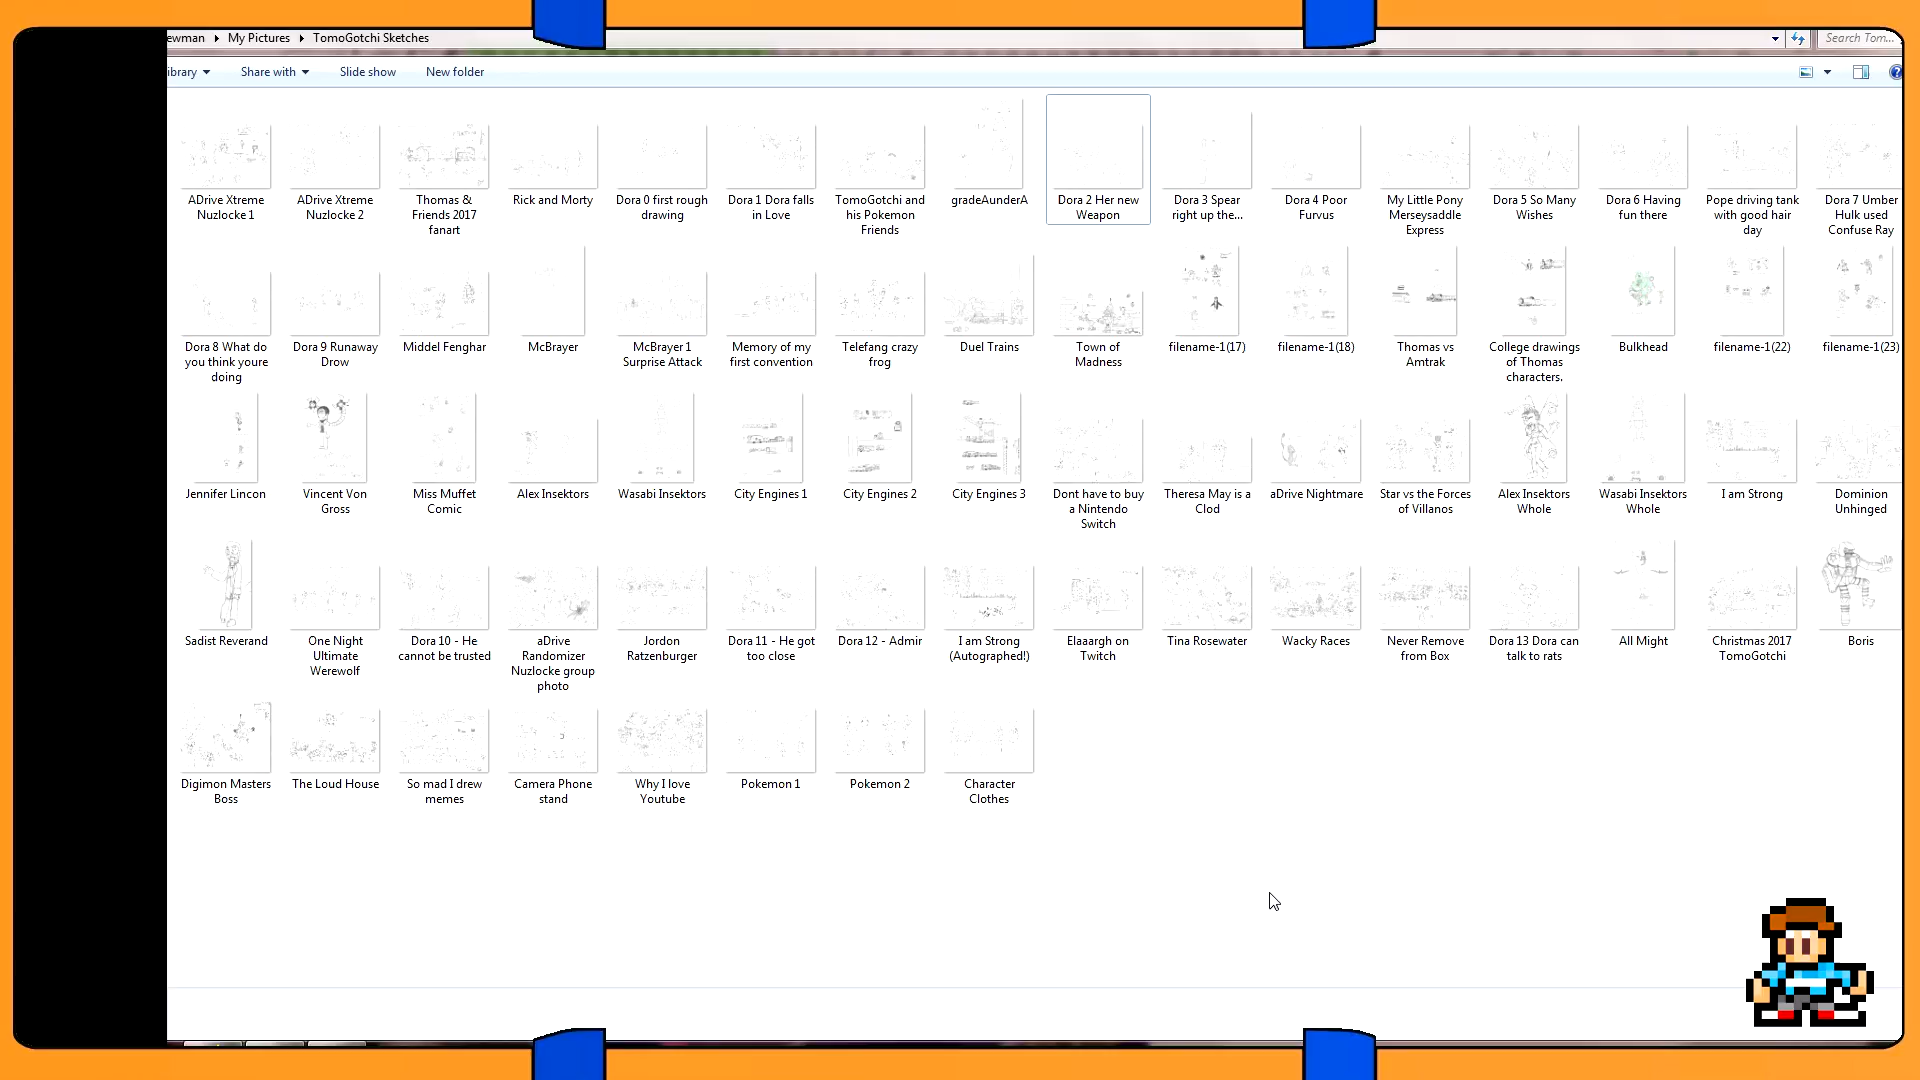 ewman ▸ My Pictures ▸ TomoGotchi Sketches
Search Tom...
ibrary Share with Slide show New folder
ADrive Xtreme Nuzlocke 1
ADrive Xtreme Nuzlocke 2
Thomas & Friends 2017 fanart
Rick and Morty
Dora 0 first rough drawing
Dora 1 Dora falls in Love
TomoGotchi and his Pokemon Friends
gradeAunderA
Dora 2 Her new Weapon
Dora 3 Spear right up the...
Dora 4 Poor Furvus
My Little Pony Merseysaddle Express
Dora 5 So Many Wishes
Dora 6 Having fun there
Pope driving tank with good hair day
Dora 7 Umber Hulk used Confuse Ray
Dora 8 What do you think youre doing
Dora 9 Runaway Drow
Middel Fenghar
McBrayer
McBrayer 1 Surprise Attack
Memory of my first convention
Telefang crazy frog
Duel Trains
Town of Madness
filename-1(17)
filename-1(18)
Thomas vs Amtrak
College drawings of Thomas characters.
Bulkhead
filename-1(22)
filename-1(23)
Jennifer Lincon
Vincent Von Gross
Miss Muffet Comic
Alex Insektors
Wasabi Insektors
City Engines 1
City Engines 2
City Engines 3
Dont have to buy a Nintendo Switch
Theresa May is a Clod
aDrive Nightmare
Star vs the Forces of Villanos
Alex Insektors Whole
Wasabi Insektors Whole
I am Strong
Dominion Unhinged
Sadist Reverand
One Night Ultimate Werewolf
Dora 10 - He cannot be trusted
aDrive Randomizer Nuzlocke group photo
Jordon Ratzenburger
Dora 11 - He got too close
Dora 12 - Admir
I am Strong (Autographed!)
Elaaargh on Twitch
Tina Rosewater
Wacky Races
Never Remove from Box
Dora 13 Dora can talk to rats
All Might
Christmas 2017 TomoGotchi
Boris
Digimon Masters Boss
The Loud House
So mad I drew memes
Camera Phone stand
Why I love Youtube
Pokemon 1
Pokemon 2
Character Clothes